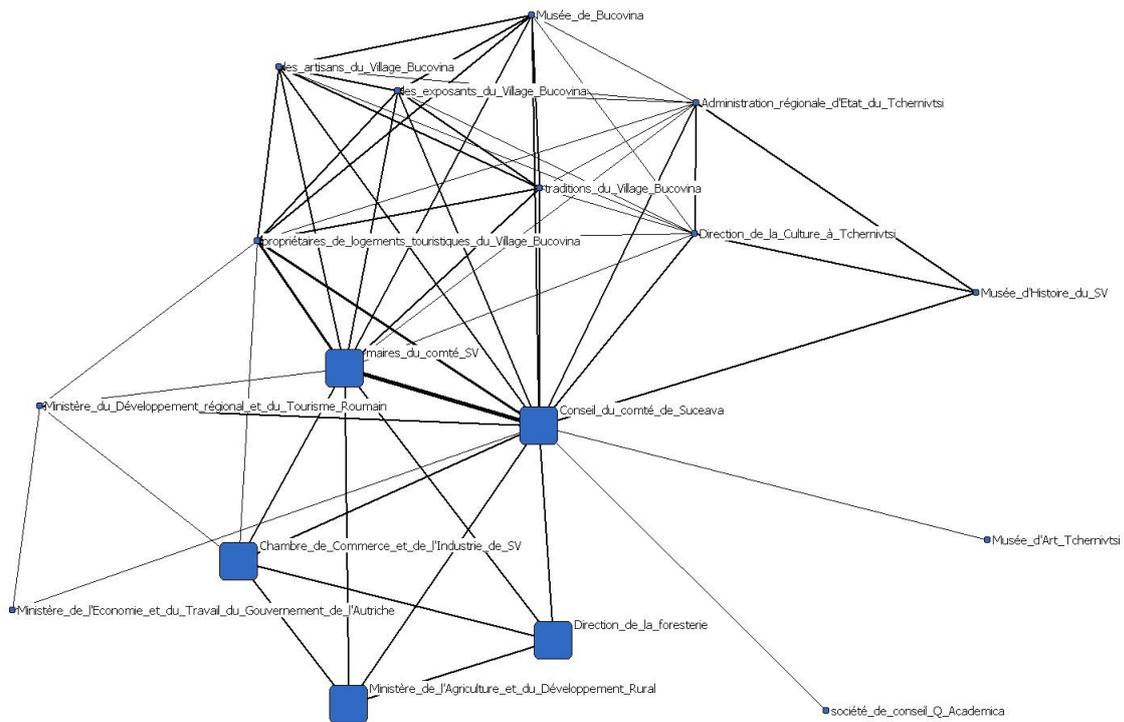 Musée_de_Bucovina
les_artisans_du_Village_Bucovina
les_exposants_du_Village_Bucovina
Administration_régionale_d'Etat_du_Tchernivtsi
traditions_du_Village_Bucovina
Direction_de_la_Culture_à_Tchernivtsi
propriétaires_de_logements_touristiques_du_Village_Bucovina
Musée_d'Histoire_du_SV
maires_du_comté_SV
Ministère_du_Développement_régional_et_du_Tourisme_Roumain
Conseil_du_comté_de_Suceava
Musée_d'Art_Tchernivtsi
Chambre_de_Commerce_et_de_l'Industrie_de_SV
Ministère_de_l'Economie_et_du_Travail_du_Gouvernement_de_l'Autriche
Direction_de_la_foresterie
Ministère_de_l'Agriculture_et_du_Développement_Rural
société_de_conseil_Q_Academica